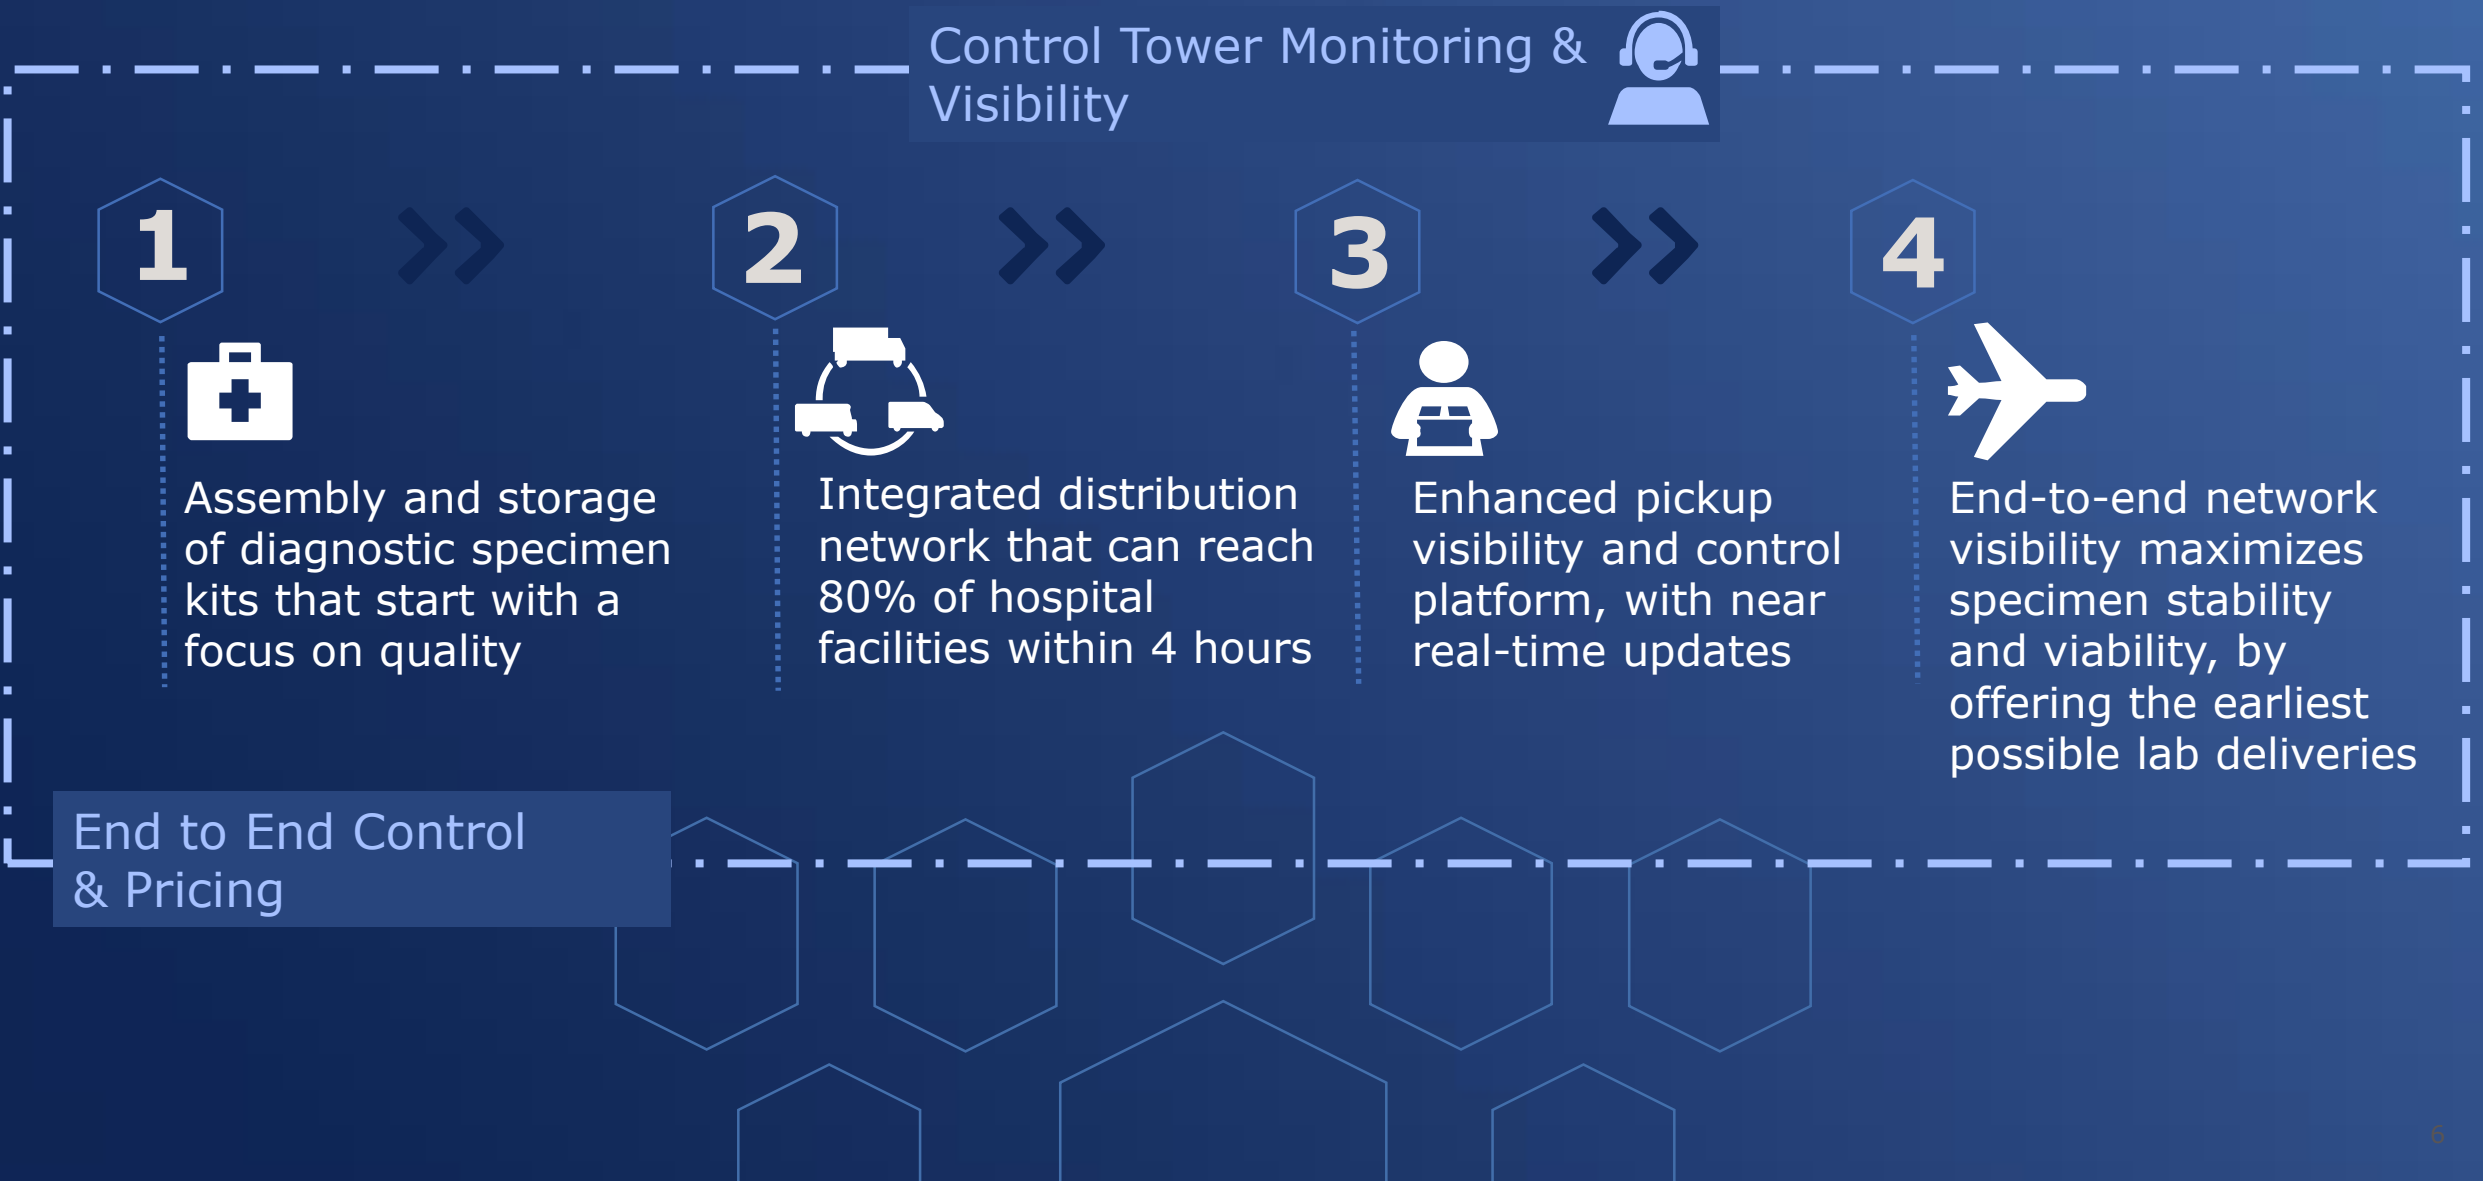 Control Tower Monitoring &
Visibility
1
2
3
4
Assembly and storage
of diagnostic specimen
kits that start with a
focus on quality
Integrated distribution
network that can reach
80% of hospital
facilities within 4 hours
Enhanced pickup
visibility and control
platform, with near
real-time updates
End-to-end network
visibility maximizes
specimen stability
and viability, by
offering the earliest
possible lab deliveries
End to End Control
& Pricing
6